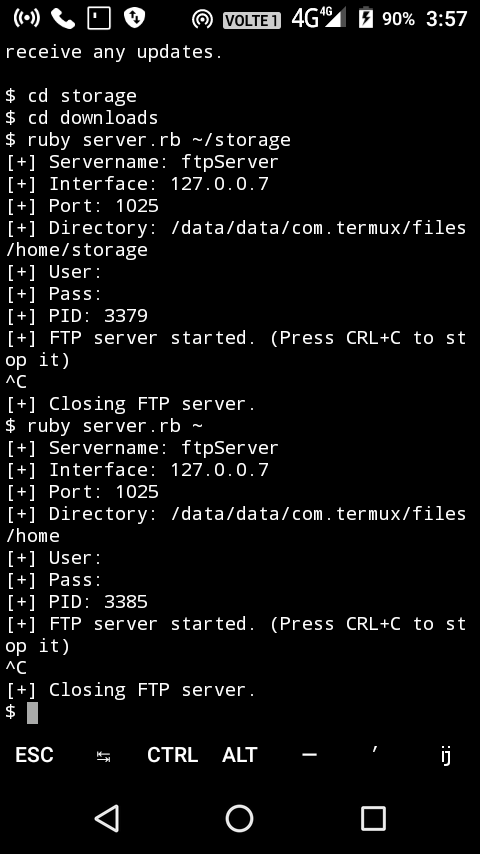 VOLTE 1 4G 4G 90% 3:57
receive any updates.
$ cd storage
$ cd downloads
$ ruby server.rb ~/storage
[+] Servername: ftpServer
[+] Interface: 127.0.0.7
[+] Port: 1025
[+] Directory: /data/data/com.termux/files
/home/storage
[+] User:
[+] Pass:
[+] PID: 3379
[+] FTP server started. (Press CRL+C to st
op it)
^C
[+] Closing FTP server.
$ ruby server.rb ~
[+] Servername: ftpServer
[+] Interface: 127.0.0.7
[+] Port: 1025
[+] Directory: /data/data/com.termux/files
/home
[+] User:
[+] Pass:
[+] PID: 3385
[+] FTP server started. (Press CRL+C to st
op it)
^C
[+] Closing FTP server.
$
ESC ↹ CTRL ALT — ′ ij